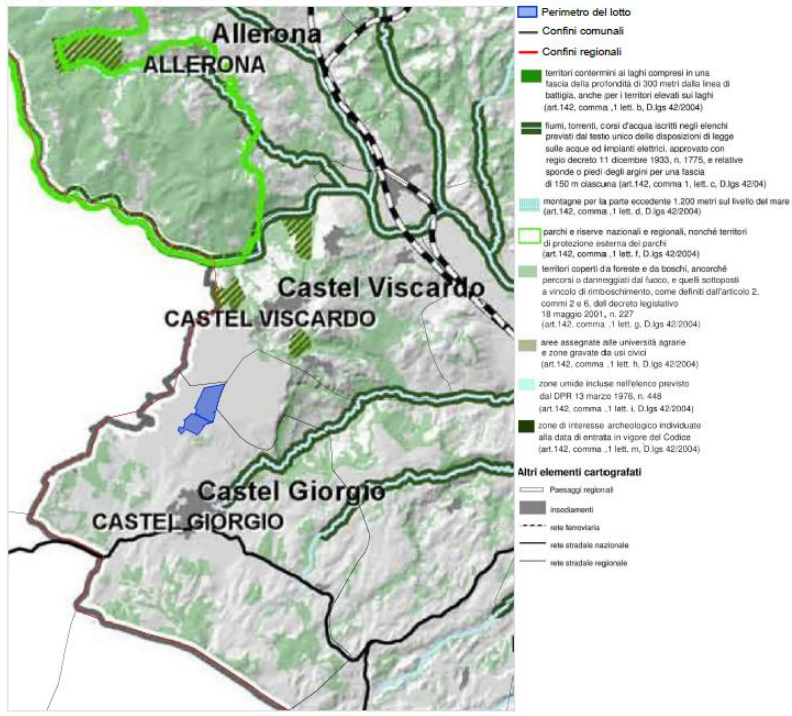 Allerona
ALLERONA
Castel Viscardo
CASTEL VISCARDO
Castel Giorgio
CASTEL GIORGIO
Perimetro del lotto
Confini comunali
Confini regionali
territori contermini ai laghi compresi in una
fascia della profondità di 300 metri dalla linea di
battigia, anche per i territori elevati sui laghi
(art.142, comma ,1 lett. b, D.lgs 42/2004)
fiumi, torrenti, corsi d'acqua iscritti negli elenchi
previsti dal testo unico delle disposizioni di legge
sulle acque ed impianti elettrici, approvato con
regio decreto 11 dicembre 1933, n. 1775, e relative
sponde o piedi degli argini per una fascia
di 150 m ciascuna (art.142, comma 1, lett. c, D.lgs 42/04)
montagne per la parte eccedente 1.200 metri sul livello del mare
(art.142, comma ,1 lett. d, D.lgs 42/2004)
parchi e riserve nazionali e regionali, nonché territori
di protezione esterna dei parchi
(art.142, comma ,1 lett. f, D.lgs 42/2004)
territori coperti da foreste e da boschi, ancorché
percorsi o danneggiati dal fuoco, e quelli sottoposti
a vincolo di rimboschimento, come definiti dall'articolo 2,
commi 2 e 6, dell decreto legislativo
18 maggio 2001, n. 227
(art.142, comma ,1 lett. g, D.lgs 42/2004)
aree assegnate alle università agrarie
e zone gravate da usi civici
(art.142, comma ,1 lett. h, D.lgs 42/2004)
zone umide incluse nell'elenco previsto
dal DPR 13 marzo 1976, n. 448
(art.142, comma ,1 lett. i, D.lgs 42/2004)
zone di interesse archeologico individuate
alla data di entrata in vigore del Codice
(art.142, comma ,1 lett. m, D.lgs 42/2004)
Altri elementi cartografati
Paesaggi regionali
insediamenti
rete ferroviaria
rete stradale nazionale
rete stradale regionale